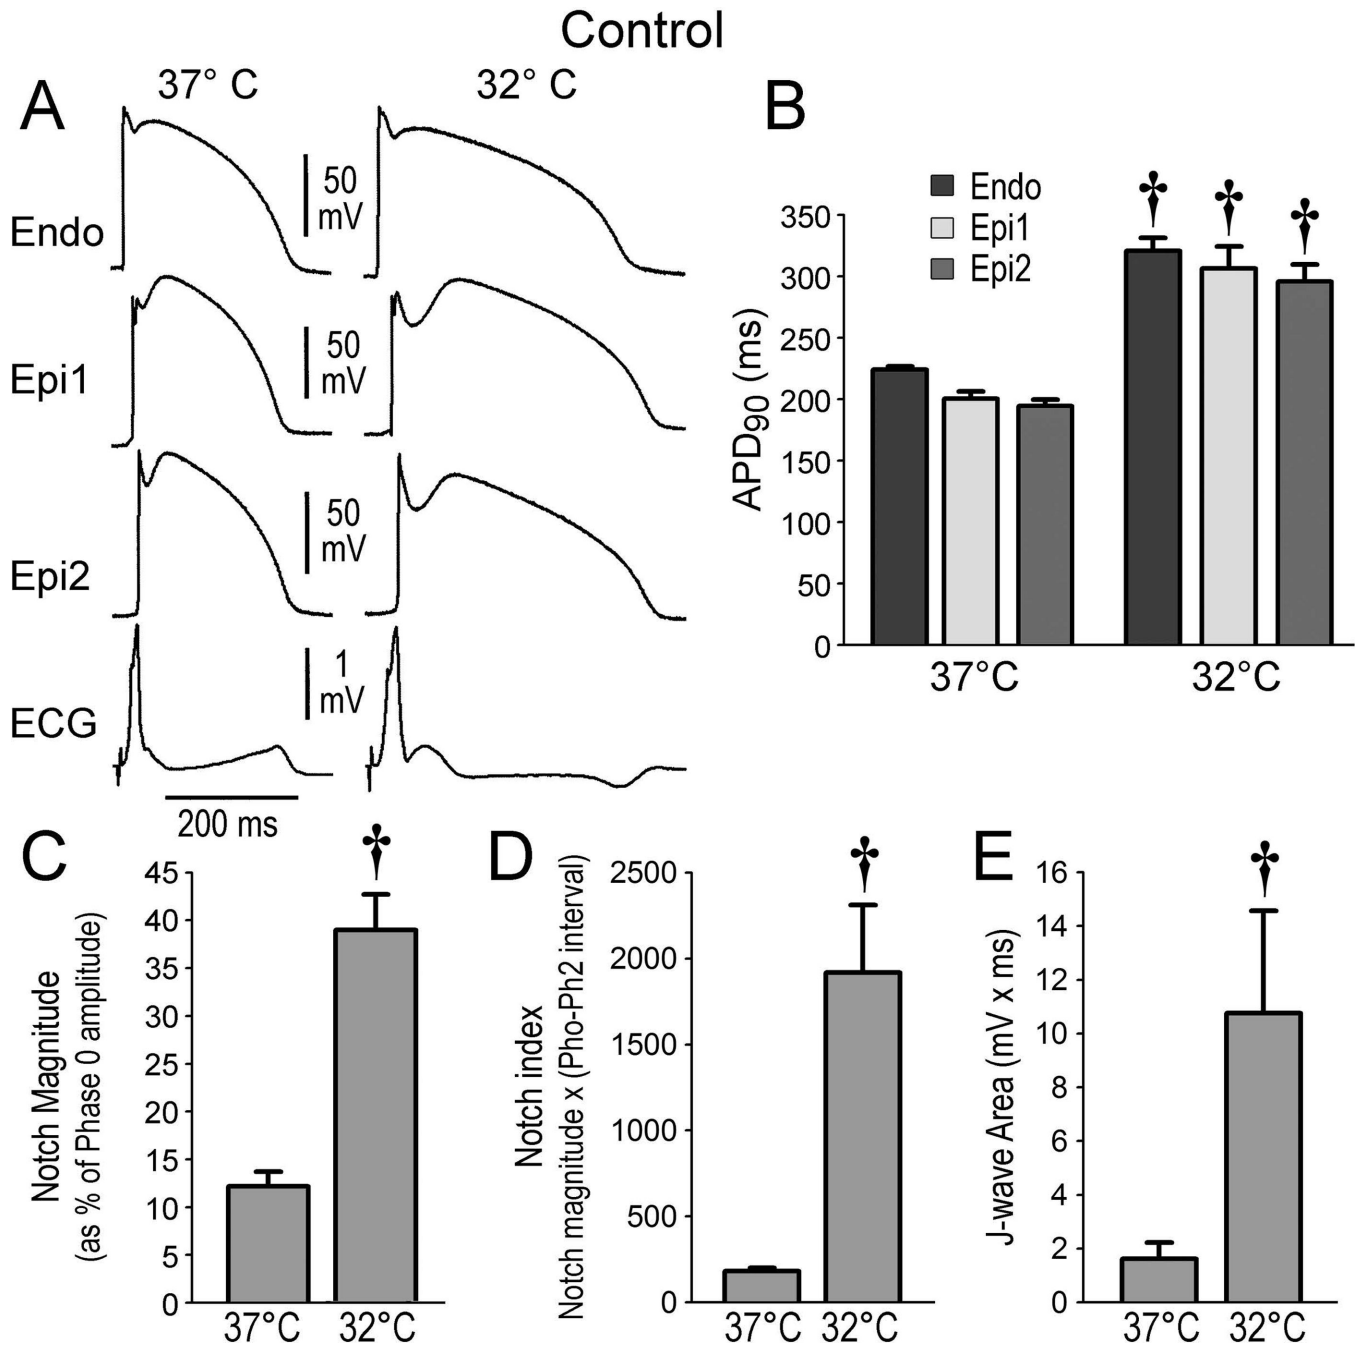 Control
A
37° C
32° C
Endo
50
mV
Epi1
50
mV
Epi2
50
mV
ECG
1
mV
200 ms
B
Endo
Epi1
Epi2
†
†
†
APD90 (ms)
350
300
250
200
150
100
50
0
37°C
32°C
C
†
Notch Magnitude
(as % of Phase 0 amplitude)
45
40
35
30
25
20
15
10
5
0
37°C
32°C
D
†
Notch index
Notch magnitude x (Pho-Ph2 interval)
2500
2000
1500
1000
500
0
37°C
32°C
E
†
J-wave Area (mV x ms)
16
14
12
10
8
6
4
2
0
37°C
32°C